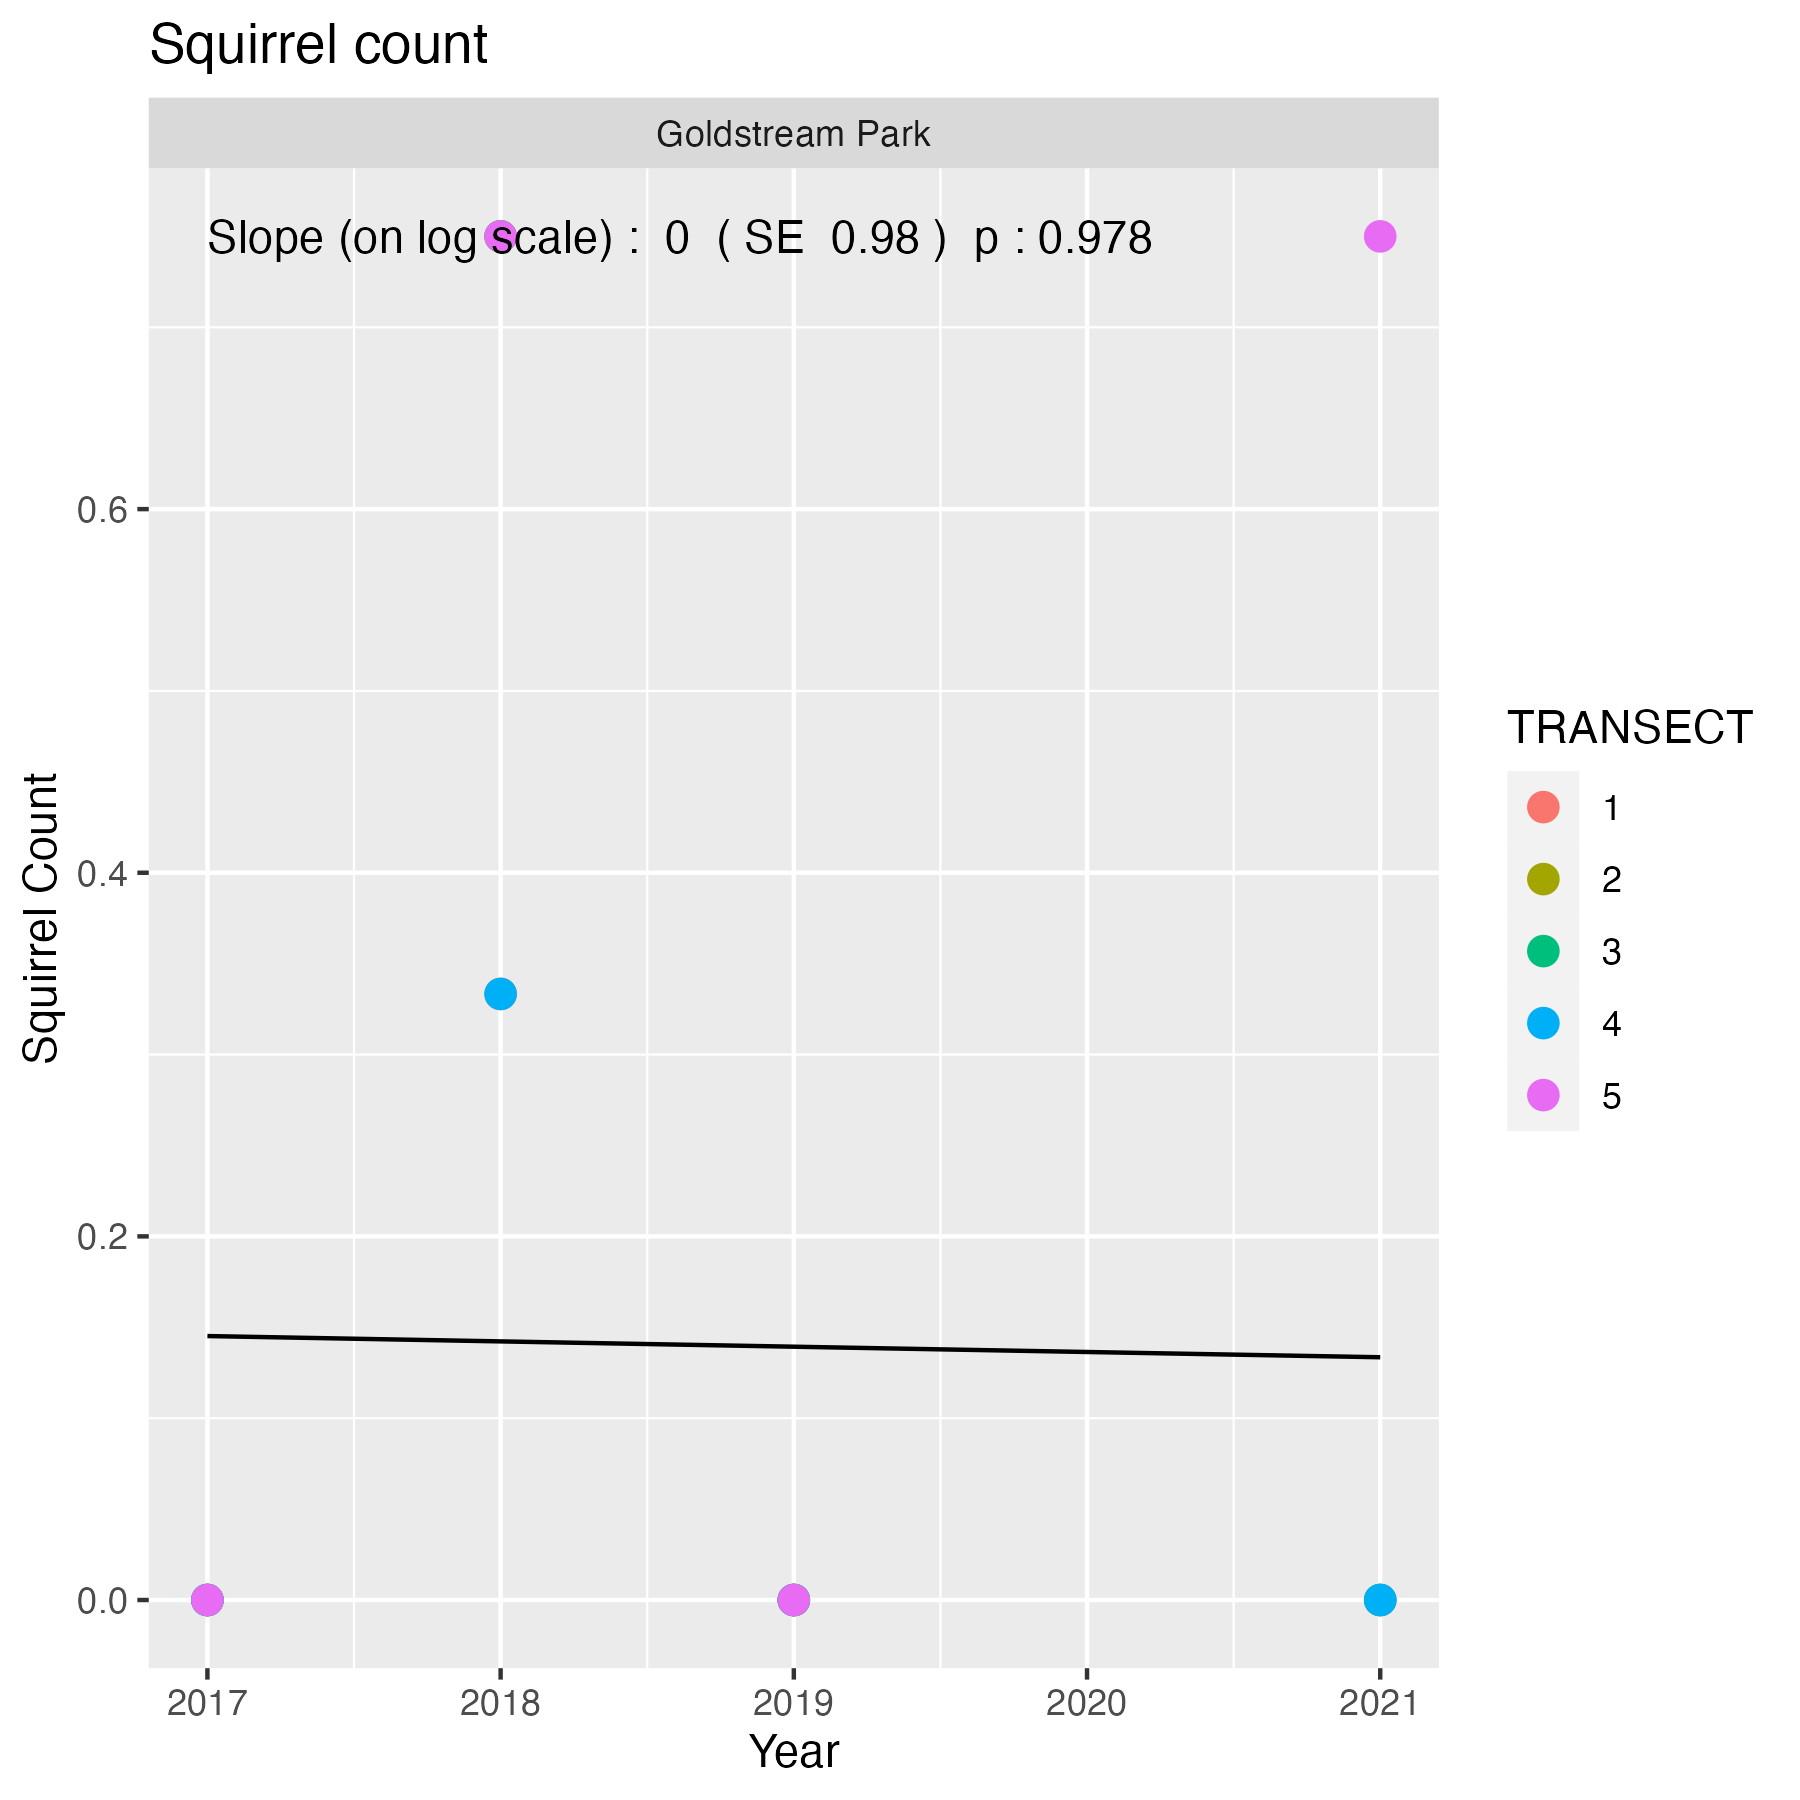 Squirrel count
Goldstream Park
Slope (on log scale) :  0  ( SE  0.98 )  p : 0.978
0.6
0.4
0.2
0.0
Squirrel Count
2017 2018 2019 2020 2021
Year
TRANSECT
1
2
3
4
5